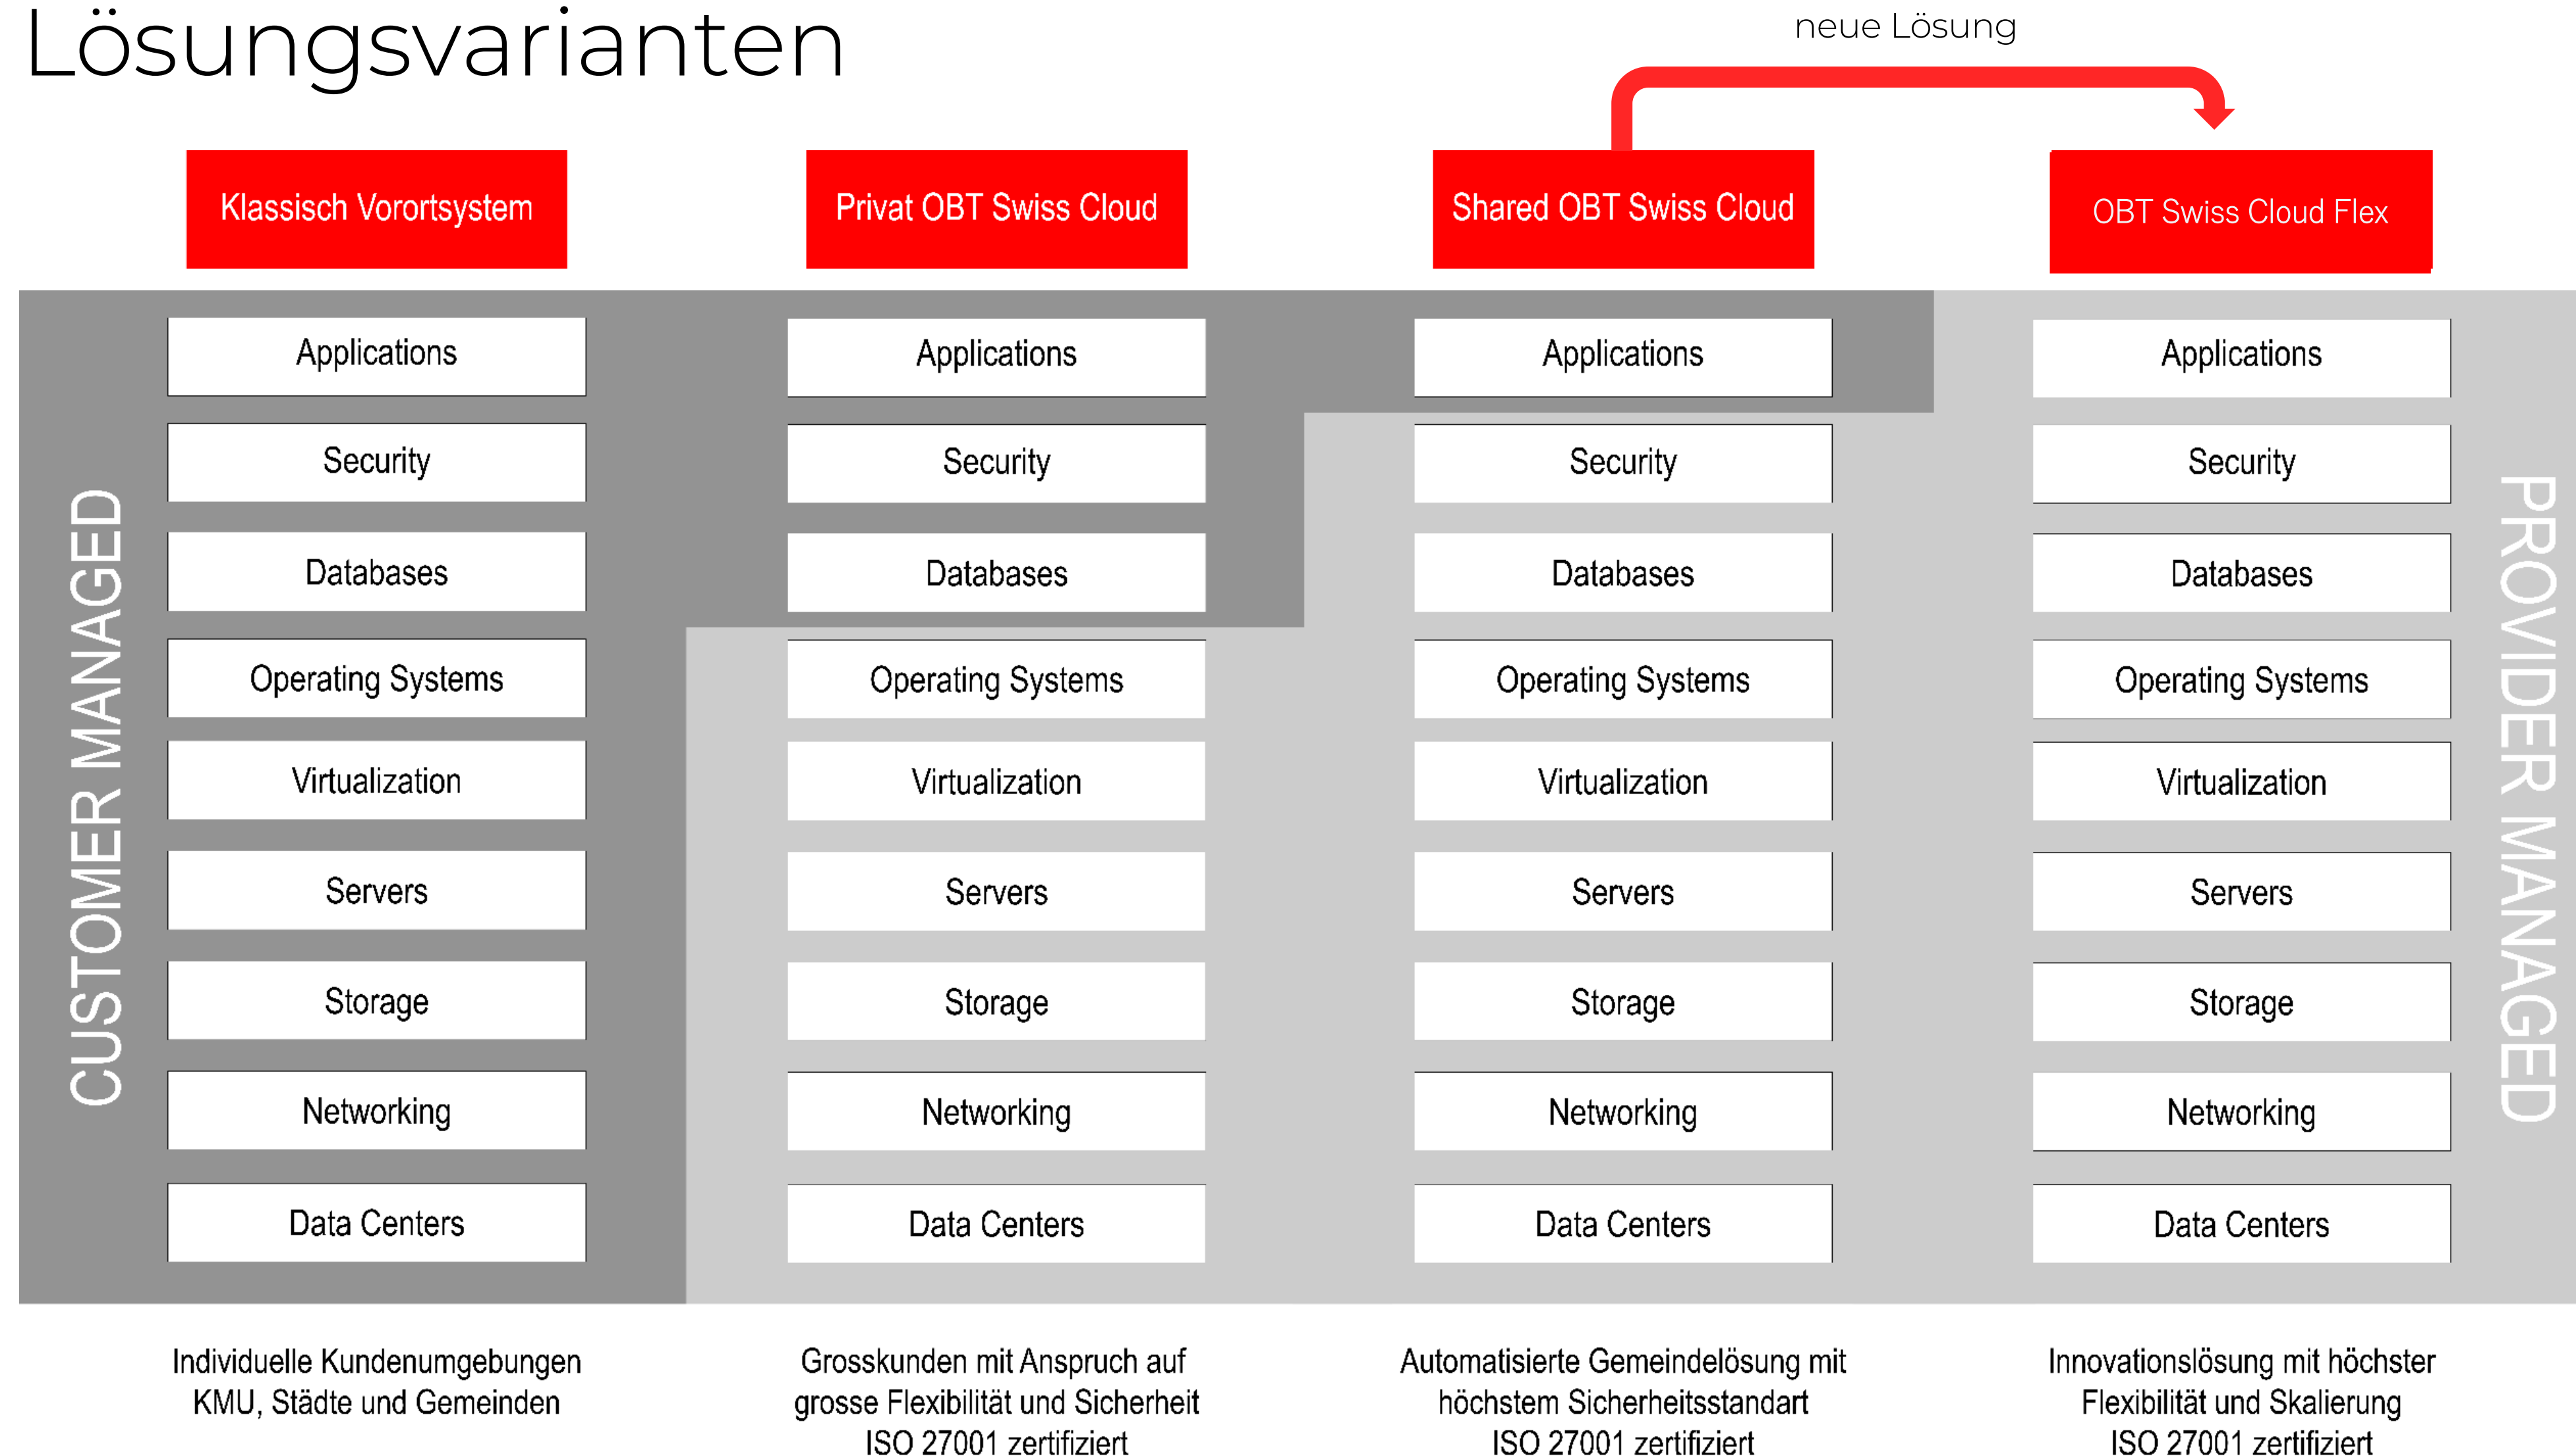 Lösungsvarianten
neue Lösung
Klassisch Vorortsystem
Privat OBT Swiss Cloud
Shared OBT Swiss Cloud
OBT Swiss Cloud Flex
CUSTOMER MANAGED
Applications
Security
Databases
Operating Systems
Virtualization
Servers
Storage
Networking
Data Centers
Applications
Security
Databases
Operating Systems
Virtualization
Servers
Storage
Networking
Data Centers
Applications
Security
Databases
Operating Systems
Virtualization
Servers
Storage
Networking
Data Centers
Applications
Security
Databases
Operating Systems
Virtualization
Servers
Storage
Networking
Data Centers
PROVIDER MANAGED
Individuelle Kundenumgebungen
KMU, Städte und Gemeinden
Grosskunden mit Anspruch auf
grosse Flexibilität und Sicherheit
ISO 27001 zertifiziert
Automatisierte Gemeindelösung mit
höchstem Sicherheitsstandart
ISO 27001 zertifiziert
Innovationslösung mit höchster
Flexibilität und Skalierung
ISO 27001 zertifiziert